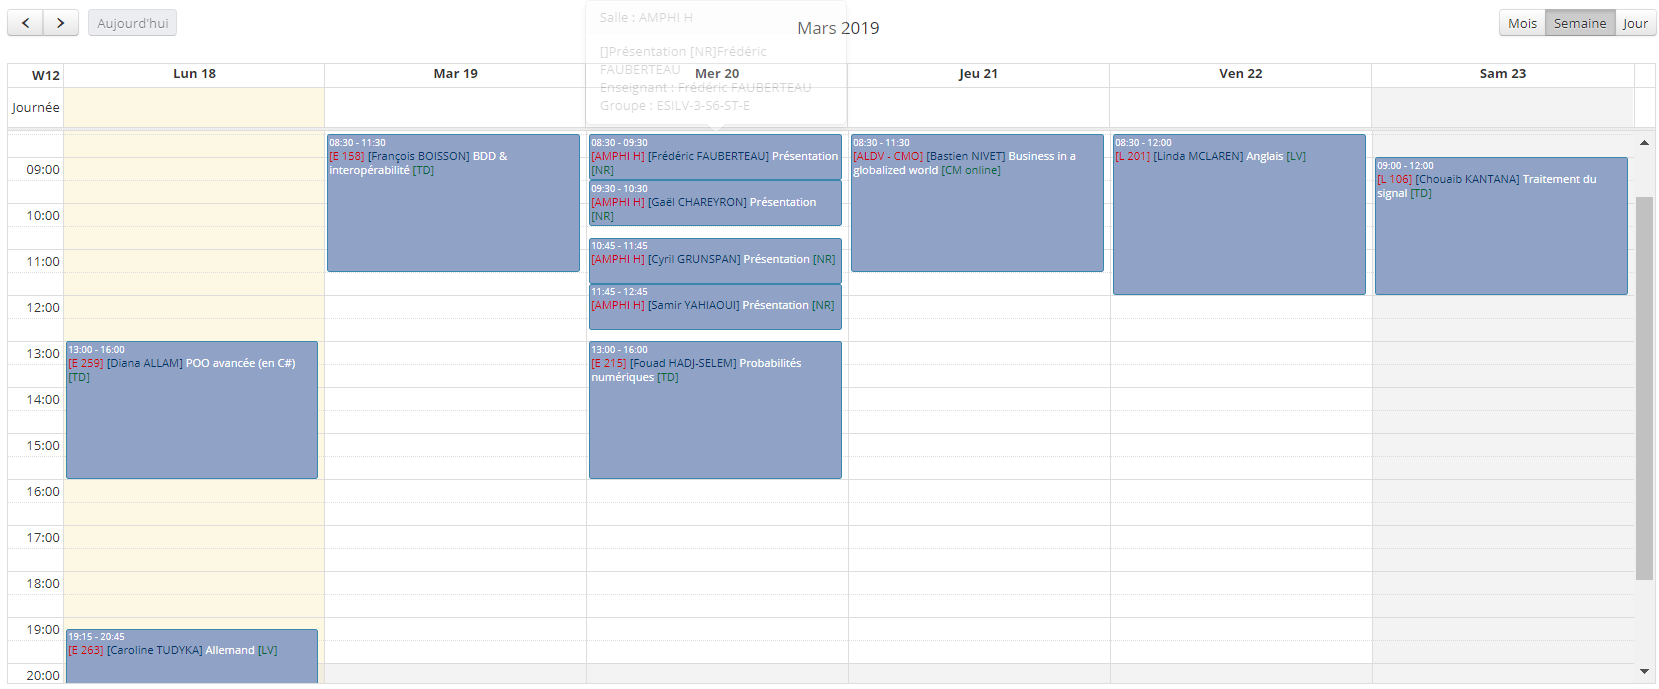 Aujourd'hui
Mars 2019
Mois Semaine Jour
Salle : AMPHI H
[]Présentation [NR]Frédéric
FAUBERTEAU
Enseignant : Frédéric FAUBERTEAU
Groupe : ESILV-3-S6-ST-E
W12 Lun 18 Mar 19 Mer 20 Jeu 21 Ven 22 Sam 23
Journée
09:00
10:00
11:00
12:00
13:00
14:00
15:00
16:00
17:00
18:00
19:00
20:00
13:00 - 16:00
[E 259] [Diana ALLAM] POO avancée (en C#)
[TD]
19:15 - 20:45
[E 263] [Caroline TUDYKA] Allemand [LV]
08:30 - 11:30
[E 158] [François BOISSON] BDD &
interopérabilité [TD]
08:30 - 09:30
[AMPHI H] [Frédéric FAUBERTEAU] Présentation
[NR]
09:30 - 10:30
[AMPHI H] [Gaël CHAREYRON] Présentation
[NR]
10:45 - 11:45
[AMPHI H] [Cyril GRUNSPAN] Présentation [NR]
11:45 - 12:45
[AMPHI H] [Samir YAHIAOUI] Présentation [NR]
13:00 - 16:00
[E 215] [Fouad HADJ-SELEM] Probabilités
numériques [TD]
08:30 - 11:30
[ALDV - CMO] [Bastien NIVET] Business in a
globalized world [CM online]
08:30 - 12:00
[L 201] [Linda MCLAREN] Anglais [LV]
09:00 - 12:00
[L 106] [Chouaib KANTANA] Traitement du
signal [TD]